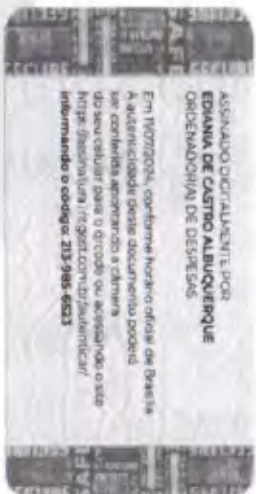 ASSINADO DIGITALMENTE POR
EDIANIA DE CASTRO ALBUQUERQUE
ORDENADOR(A) DE DESPESAS
Em 11/07/2024, conforme horário oficial de Brasília
A autenticidade deste documento poderá
ser conferida apontando a câmera
do seu celular para o qrcode ou acessando o site
informando o código: 213-985-6523